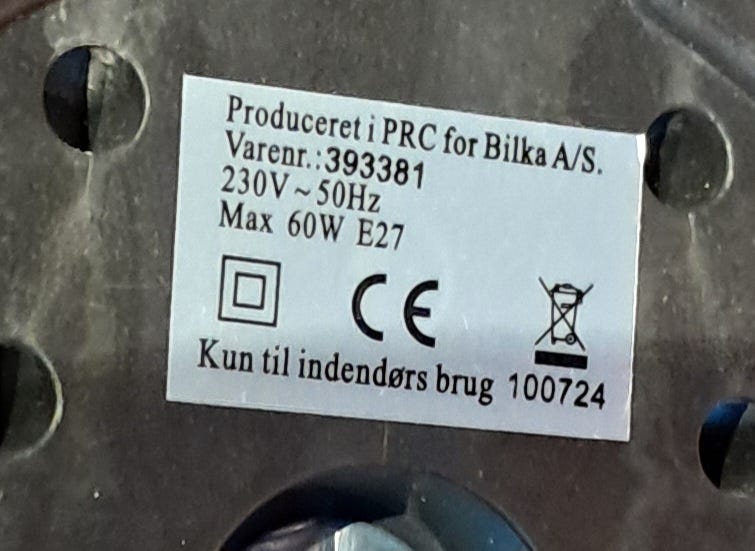 Produceret i PRC for Bilka A/S.
Varenr.:393381
230V~50Hz
Max 60W E27
CE
Kun til indendørs brug 100724